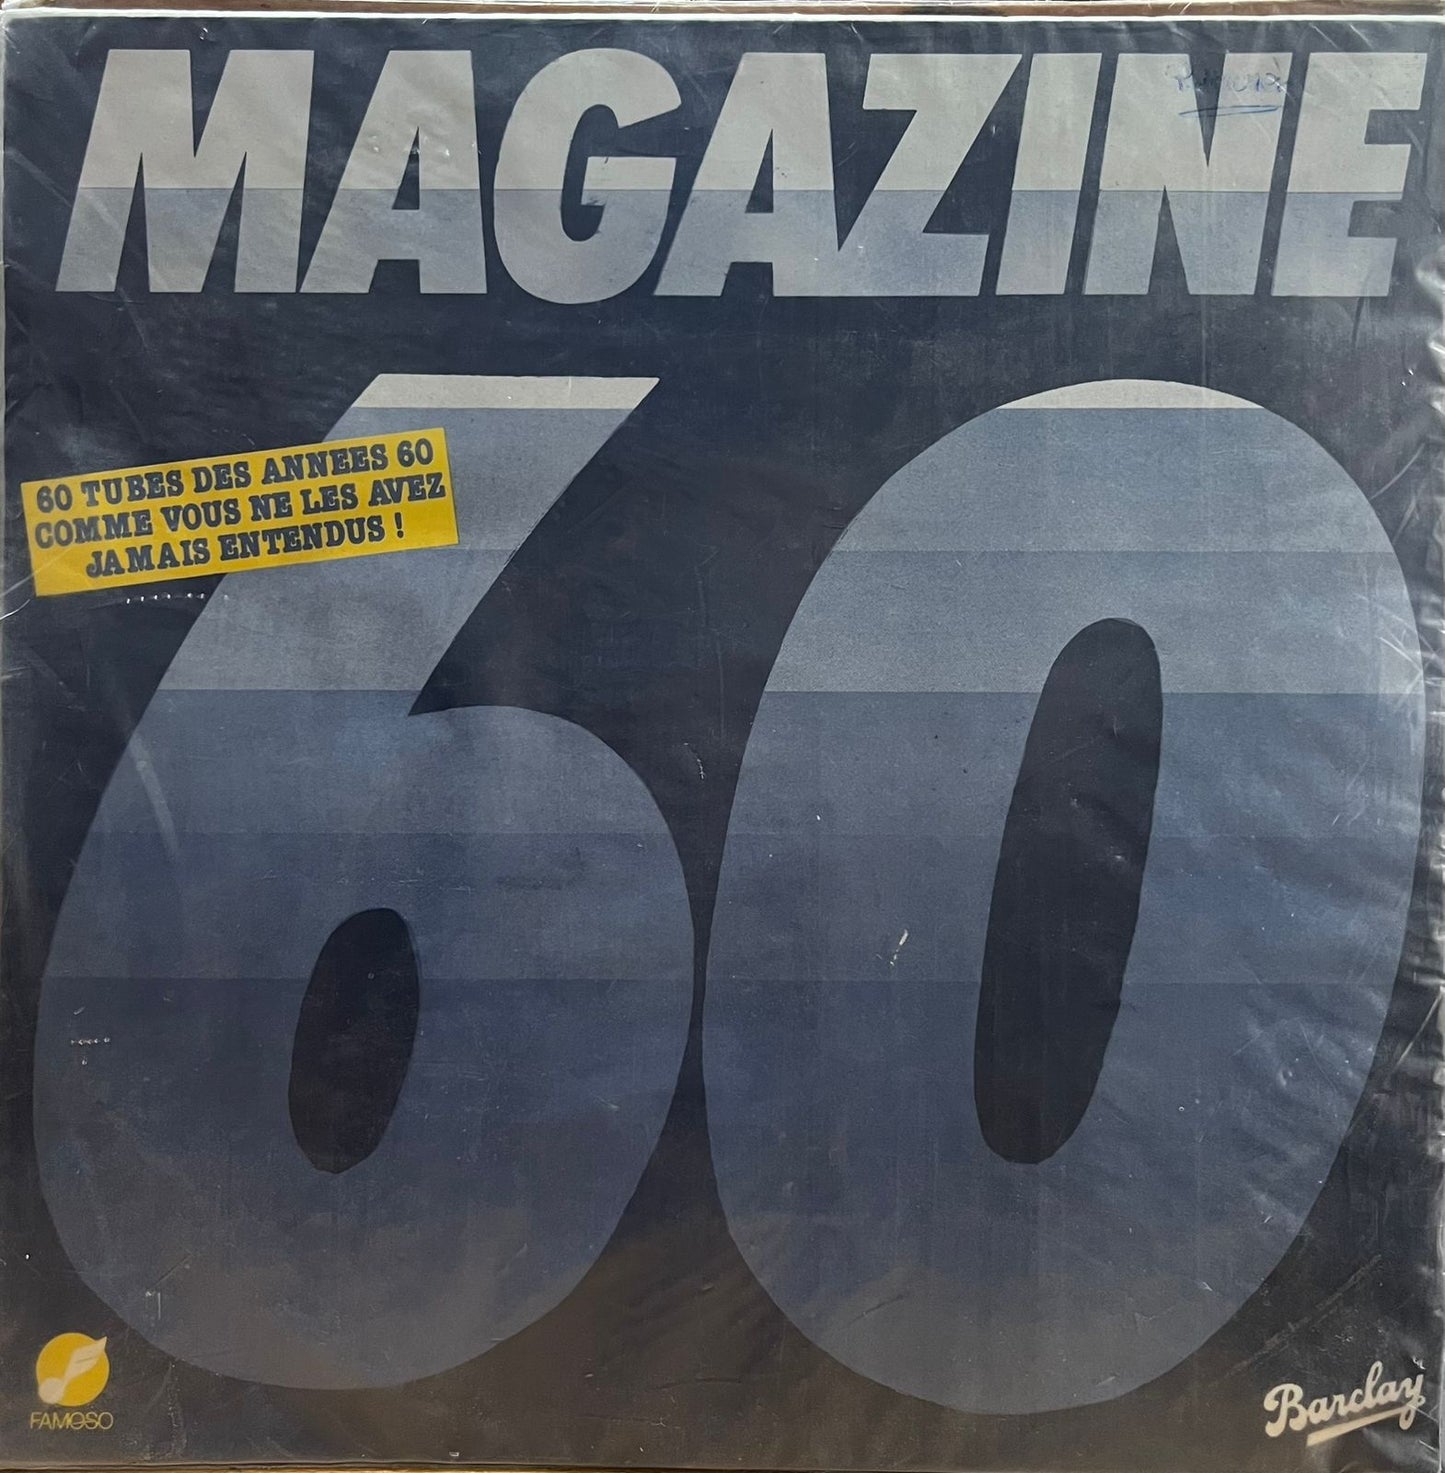 MAGAZINE
60
60 TUBES DES ANNEES 60
COMME VOUS NE LES AVEZ
JAMAIS ENTENDUS !
FAMOSO
Barclay